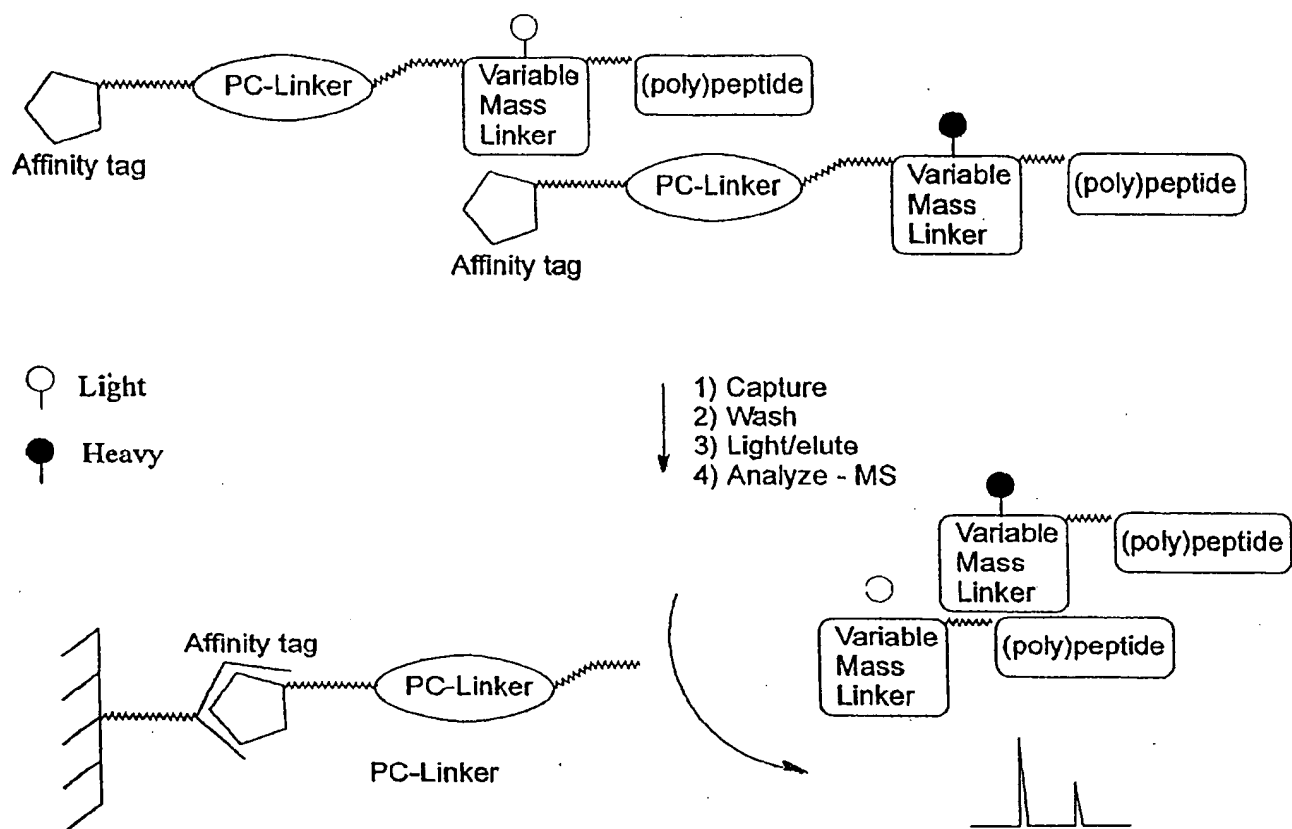 PC-Linker
Variable
Mass
Linker
(poly)peptide
Affinity tag
PC-Linker
Variable
Mass
Linker
(poly)peptide
Affinity tag
Light
Heavy
1) Capture
2) Wash
3) Light/elute
4) Analyze - MS
Variable
Mass
Linker
(poly)peptide
Variable
Mass
Linker
(poly)peptide
Affinity tag
PC-Linker
PC-Linker